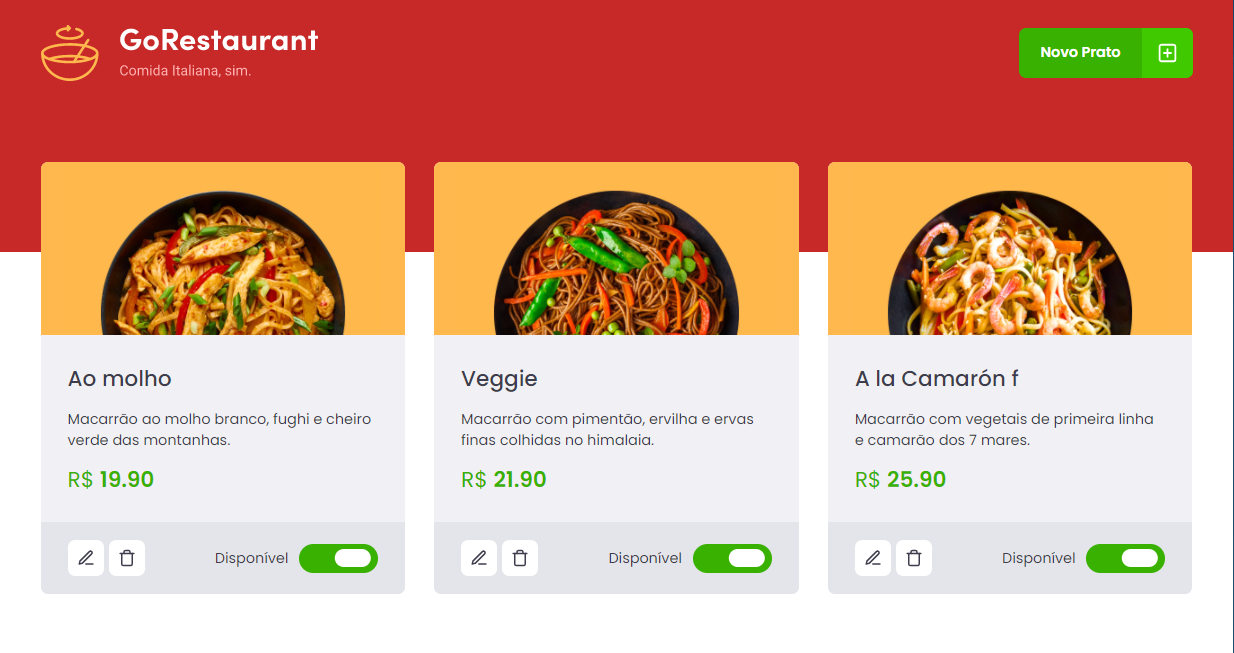 GoRestaurant
Comida Italiana, sim.
Novo Prato
Ao molho
Macarrão ao molho branco, fughi e cheiro
verde das montanhas.
R$ 19.90
Disponível
Veggie
Macarrão com pimentão, ervilha e ervas
finas colhidas no himalaia.
R$ 21.90
Disponível
A la Camarón f
Macarrão com vegetais de primeira linha
e camarão dos 7 mares.
R$ 25.90
Disponível